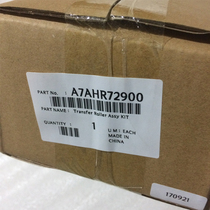 PART No. : A7AHR72900
PART NAME : Transfer Roller Assy KIT
QUANTITY : 1 U.M: EACH
MADE IN
CHINA
170921